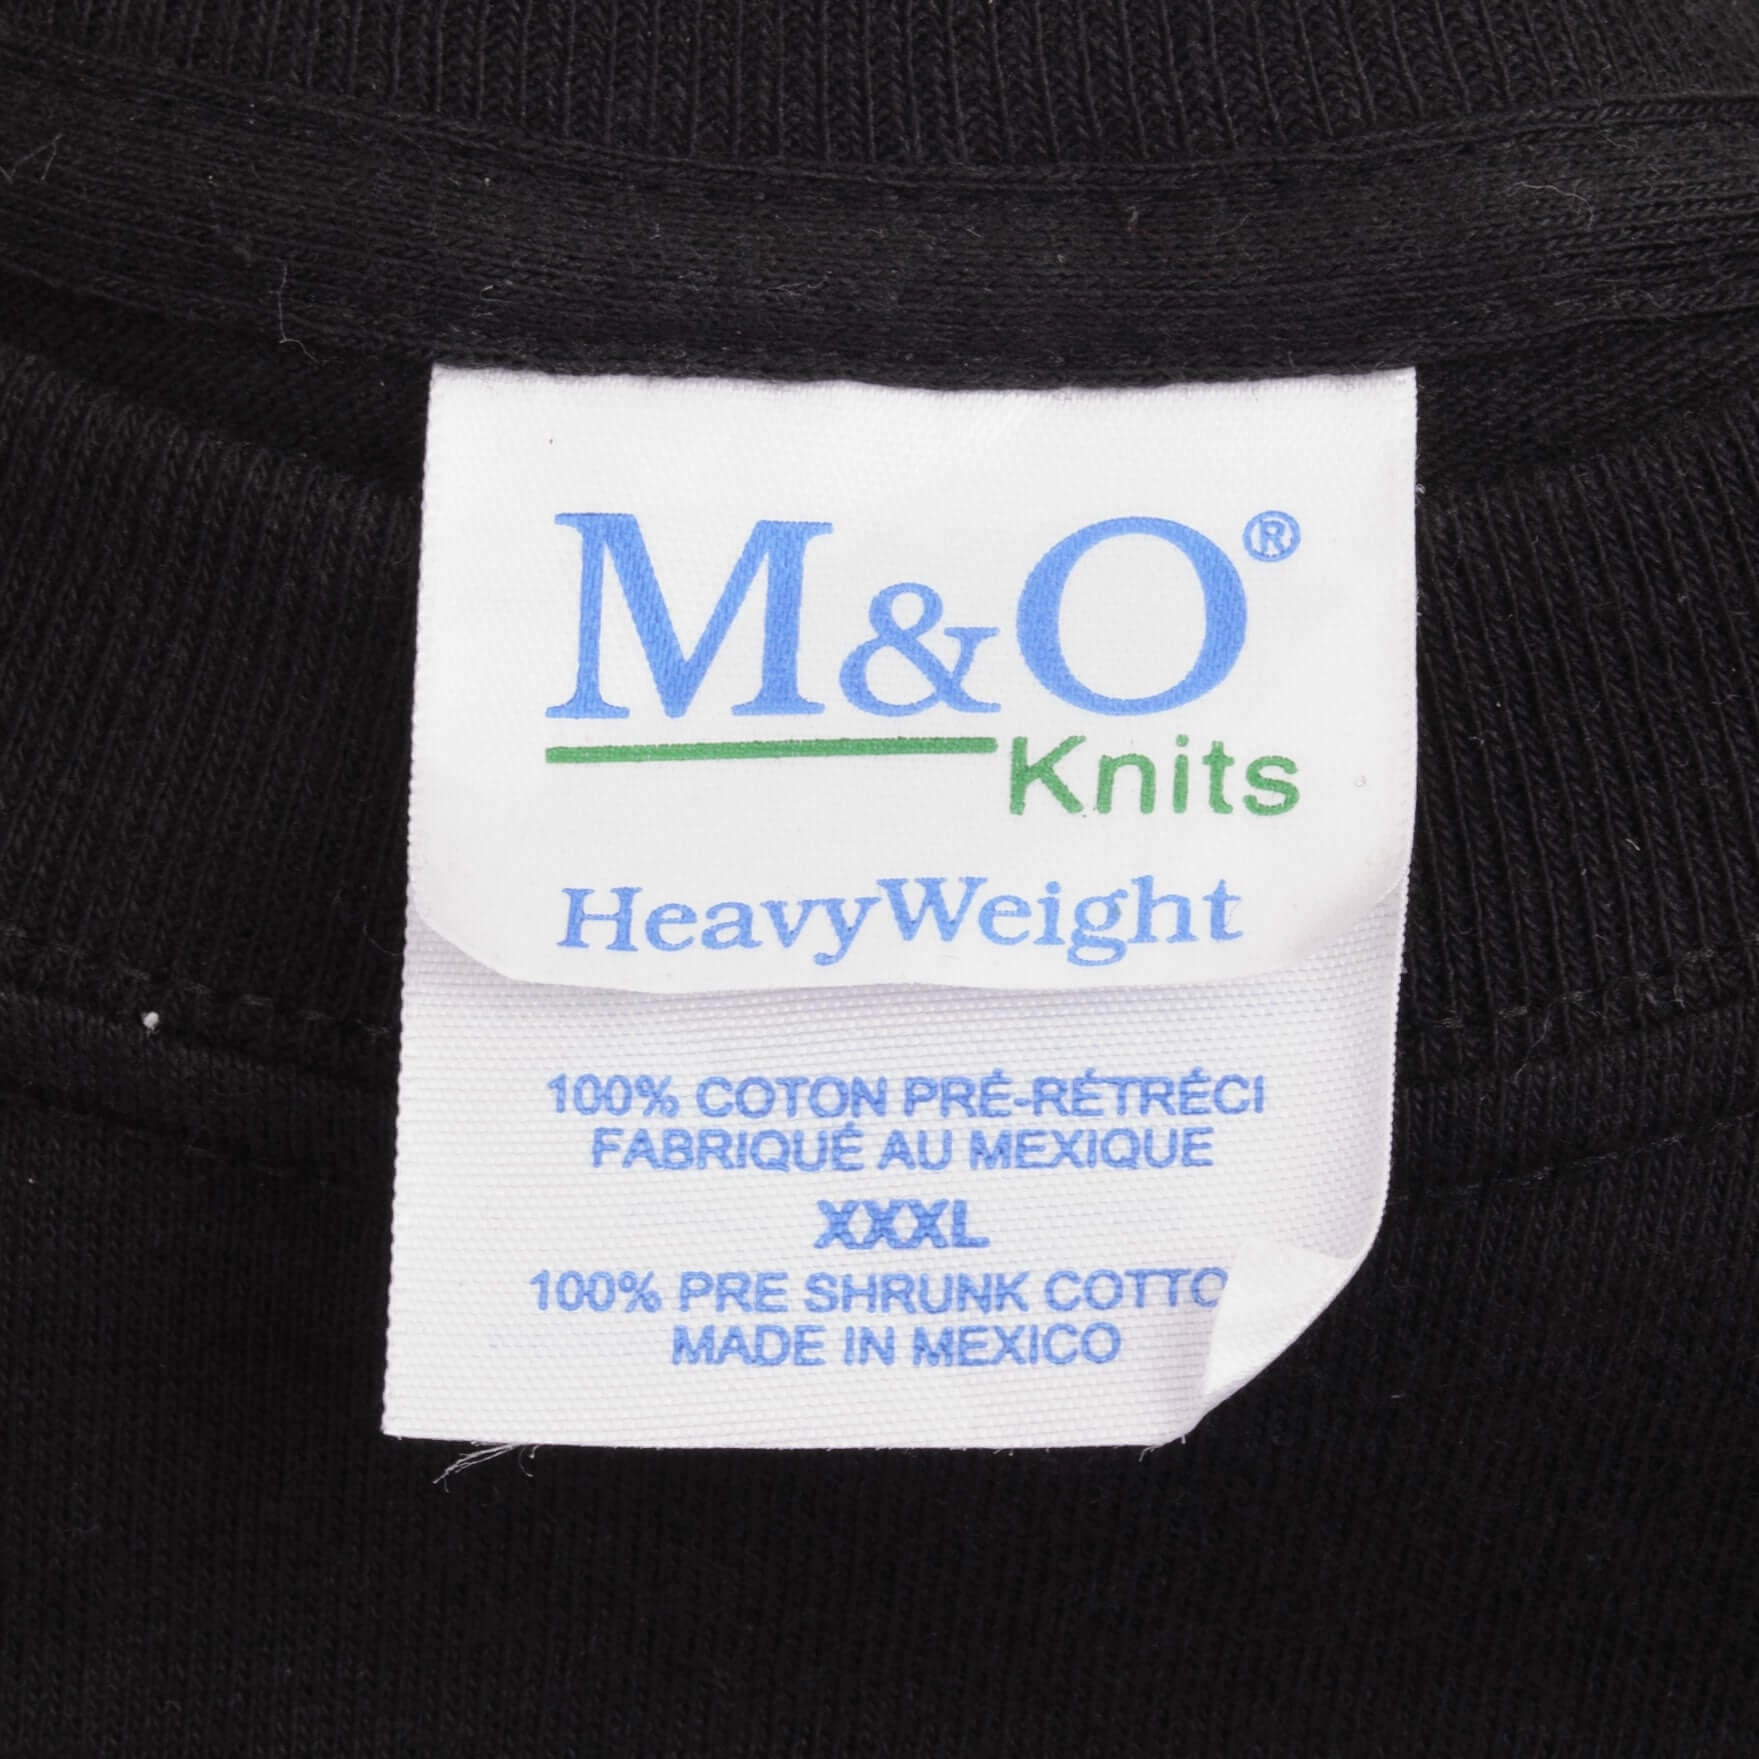 M&O®
Knits
HeavyWeight
100% COTON PRÉ-RÉTRÉCI
FABRIQUÉ AU MEXIQUE
XXXL
100% PRE SHRUNK COTTO
MADE IN MEXICO